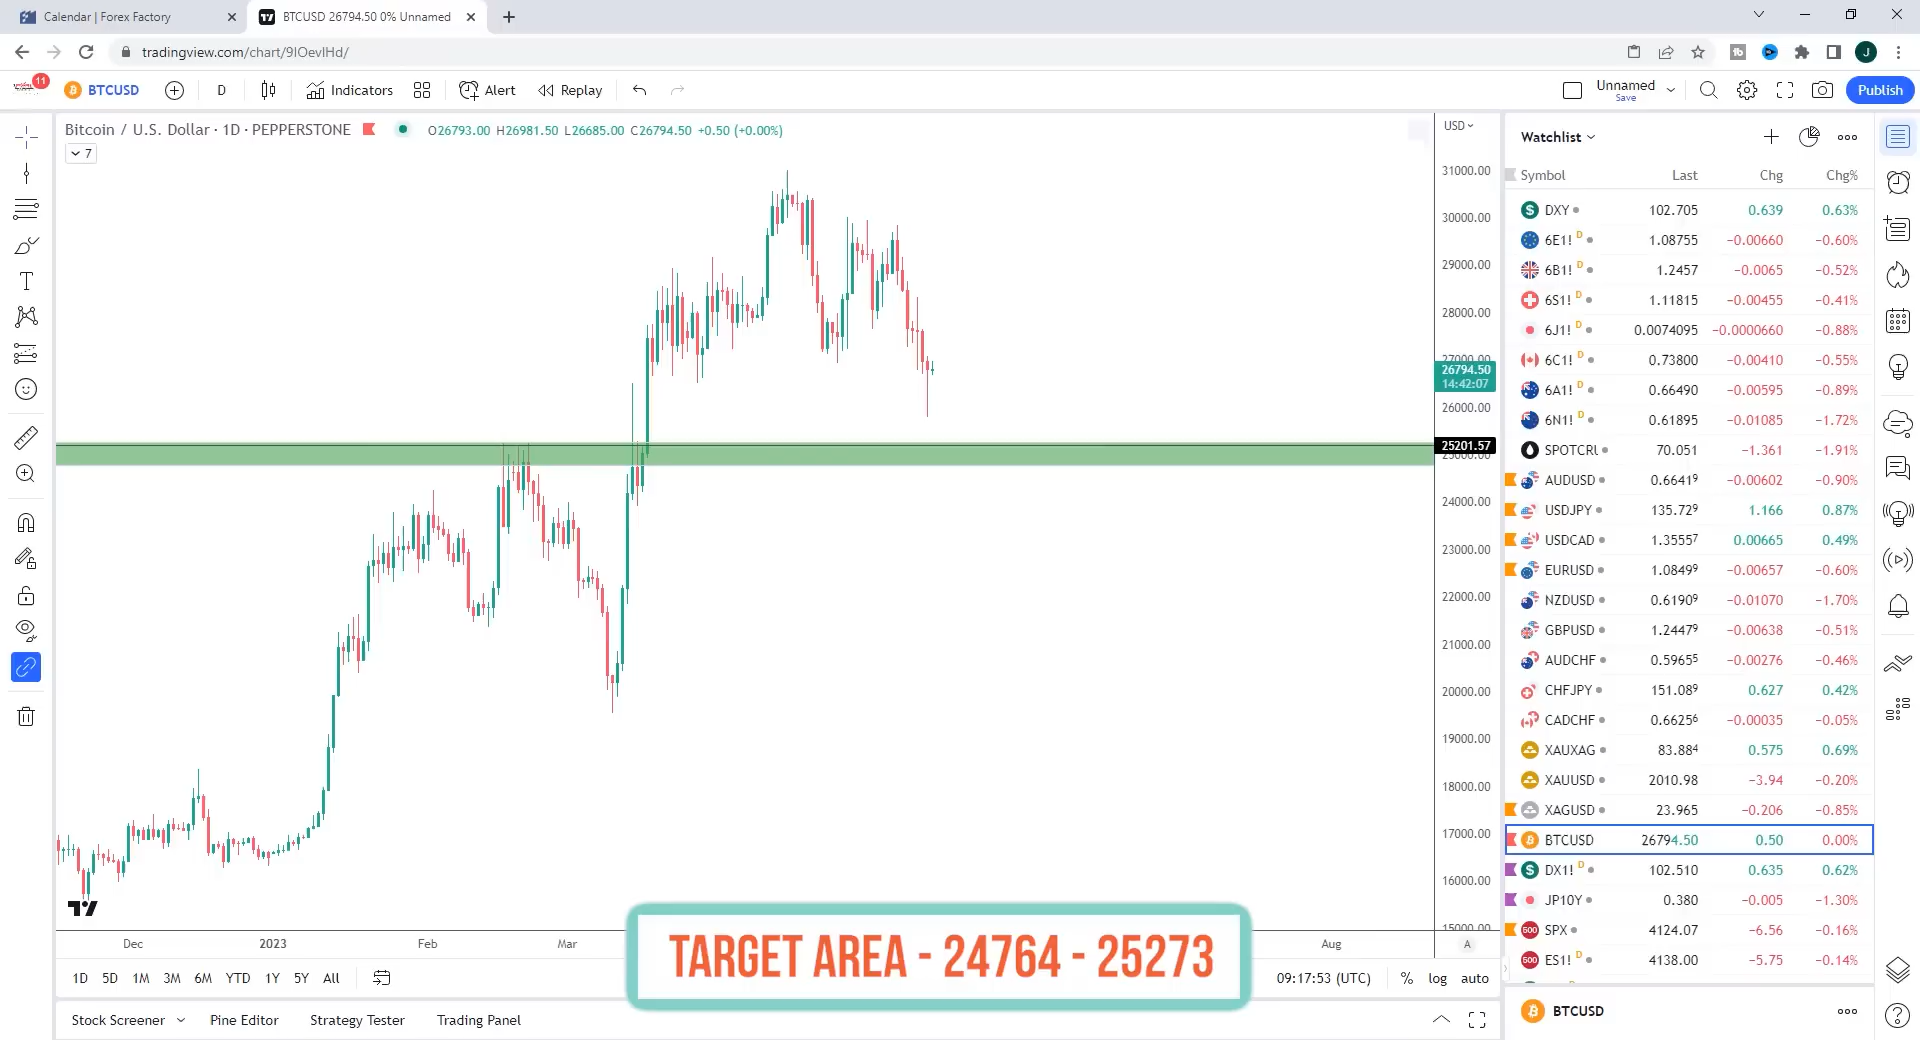 Calendar | Forex Factory
BTCUSD 26794.50 0% Unnamed
tradingview.com/chart/9IOevIHd/
J
11
BTCUSD
D
Indicators
Alert
Replay
Unnamed
Save
Publish
Bitcoin / U.S. Dollar · 1D · PEPPERSTONE
O26793.00 H26981.50 L26685.00 C26794.50 +0.50 (+0.00%)
7
USD
31000.00
30000.00
29000.00
28000.00
27000.00
26794.50
14:42:07
26000.00
25201.57
25000.00
24000.00
23000.00
22000.00
21000.00
20000.00
19000.00
18000.00
17000.00
16000.00
15000.00
Dec
2023
Feb
Mar
Aug
A
TARGET AREA - 24764 - 25273
1D 5D 1M 3M 6M YTD 1Y 5Y All
09:17:53 (UTC)
% log auto
Stock Screener
Pine Editor
Strategy Tester
Trading Panel
Watchlist
Symbol Last Chg Chg%
DXY 102.705 0.639 0.63%
6E1! D 1.08755 −0.00660 −0.60%
6B1! D 1.2457 −0.0065 −0.52%
6S1! D 1.11815 −0.00455 −0.41%
6J1! D 0.0074095 −0.0000660 −0.88%
6C1! D 0.73800 −0.00410 −0.55%
6A1! D 0.66490 −0.00595 −0.89%
6N1! D 0.61895 −0.01085 −1.72%
SPOTCRU 70.051 −1.361 −1.91%
AUDUSD 0.66419 −0.00602 −0.90%
USDJPY 135.729 1.166 0.87%
USDCAD 1.35557 0.00665 0.49%
EURUSD 1.08499 −0.00657 −0.60%
NZDUSD 0.61909 −0.01070 −1.70%
GBPUSD 1.24479 −0.00638 −0.51%
AUDCHF 0.59655 −0.00276 −0.46%
CHFJPY 151.089 0.627 0.42%
CADCHF 0.66256 −0.00035 −0.05%
XAUXAG 83.884 0.575 0.69%
XAUUSD 2010.98 −3.94 −0.20%
XAGUSD 23.965 −0.206 −0.85%
BTCUSD 26794.50 0.50 0.00%
DX1! D 102.510 0.635 0.62%
JP10Y 0.380 −0.005 −1.30%
500 SPX 4124.07 −6.56 −0.16%
500 ES1! D 4138.00 −5.75 −0.14%
BTCUSD